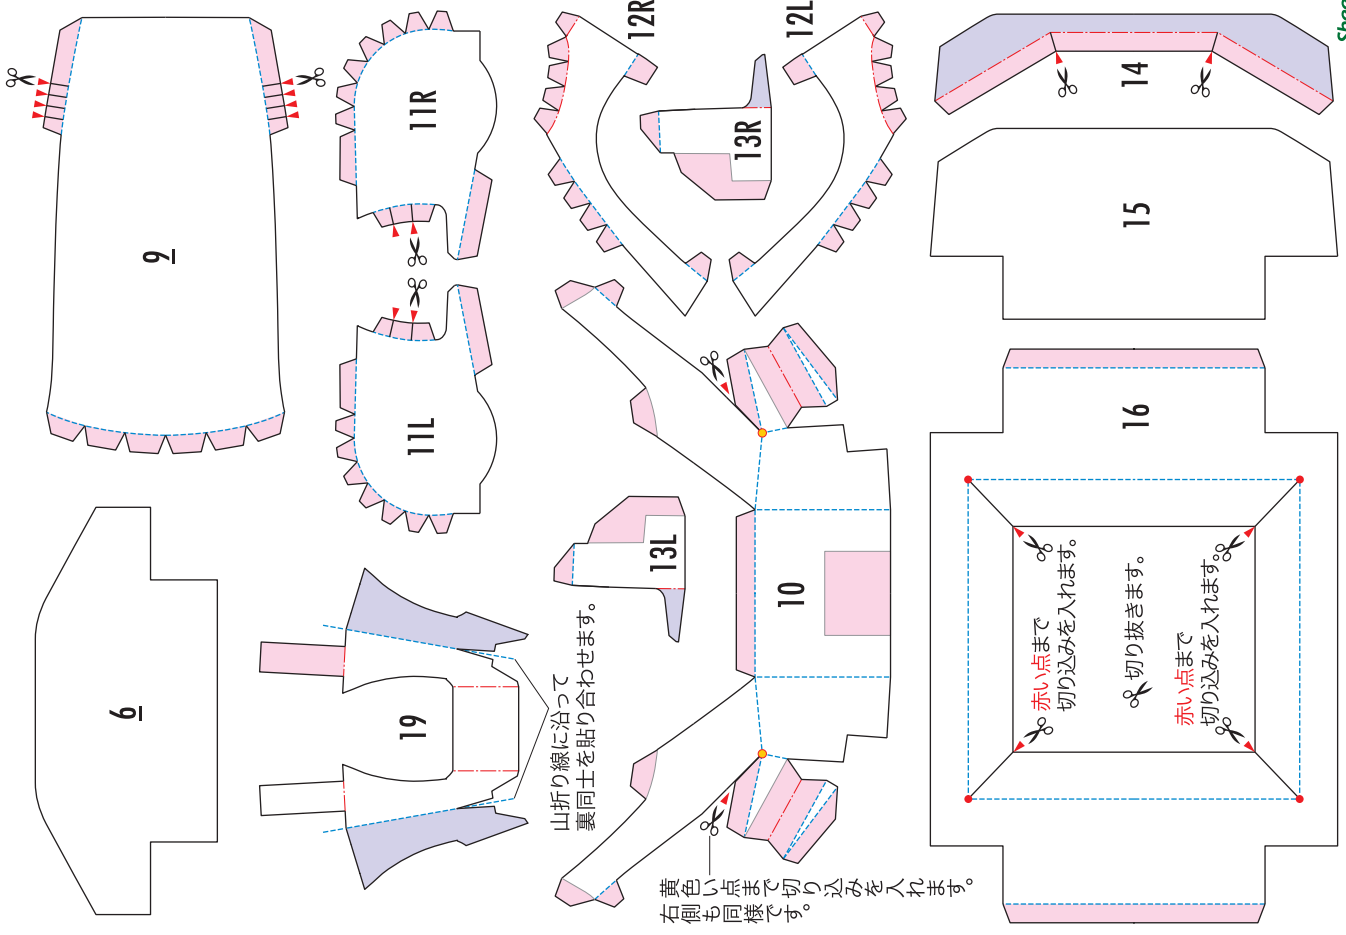 9
6
11R
11L
19
山折り線に沿って
裏同士を貼り合わせます。
12R
12L
13R
13L
10
黄色い点まで切り込みを入れます。
右側も同様です。
14
15
16
赤い点まで
切り込みを入れます。
切り抜きます。
赤い点まで
切り込みを入れます。